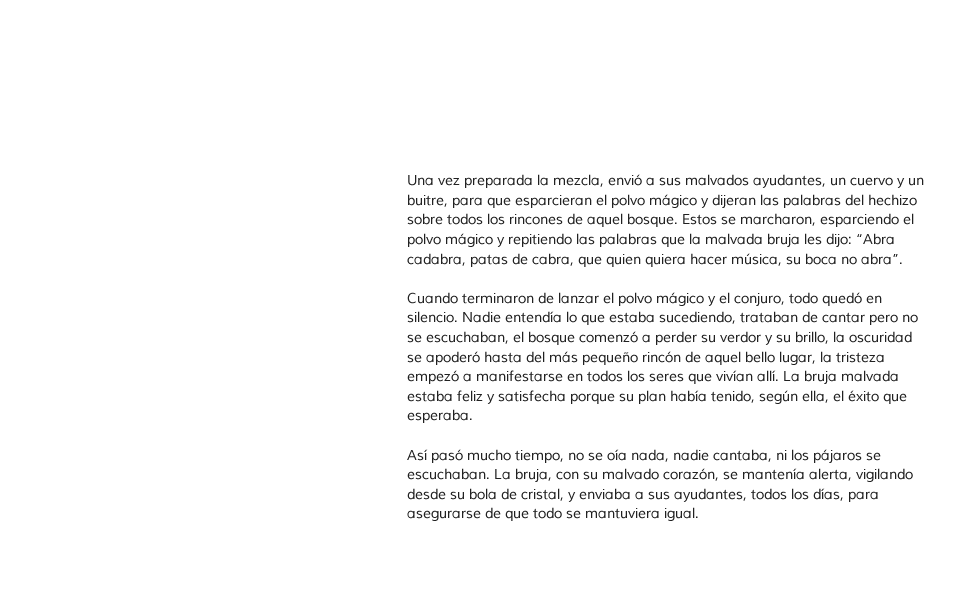 Una vez preparada la mezcla, envió a sus malvados ayudantes, un cuervo y un
buitre, para que esparcieran el polvo mágico y dijeran las palabras del hechizo
sobre todos los rincones de aquel bosque. Estos se marcharon, esparciendo el
polvo mágico y repitiendo las palabras que la malvada bruja les dijo: “Abra
cadabra, patas de cabra, que quien quiera hacer música, su boca no abra”.
Cuando terminaron de lanzar el polvo mágico y el conjuro, todo quedó en
silencio. Nadie entendía lo que estaba sucediendo, trataban de cantar pero no
se escuchaban, el bosque comenzó a perder su verdor y su brillo, la oscuridad
se apoderó hasta del más pequeño rincón de aquel bello lugar, la tristeza
empezó a manifestarse en todos los seres que vivían allí. La bruja malvada
estaba feliz y satisfecha porque su plan había tenido, según ella, el éxito que
esperaba.
Así pasó mucho tiempo, no se oía nada, nadie cantaba, ni los pájaros se
escuchaban. La bruja, con su malvado corazón, se mantenía alerta, vigilando
desde su bola de cristal, y enviaba a sus ayudantes, todos los días, para
asegurarse de que todo se mantuviera igual.